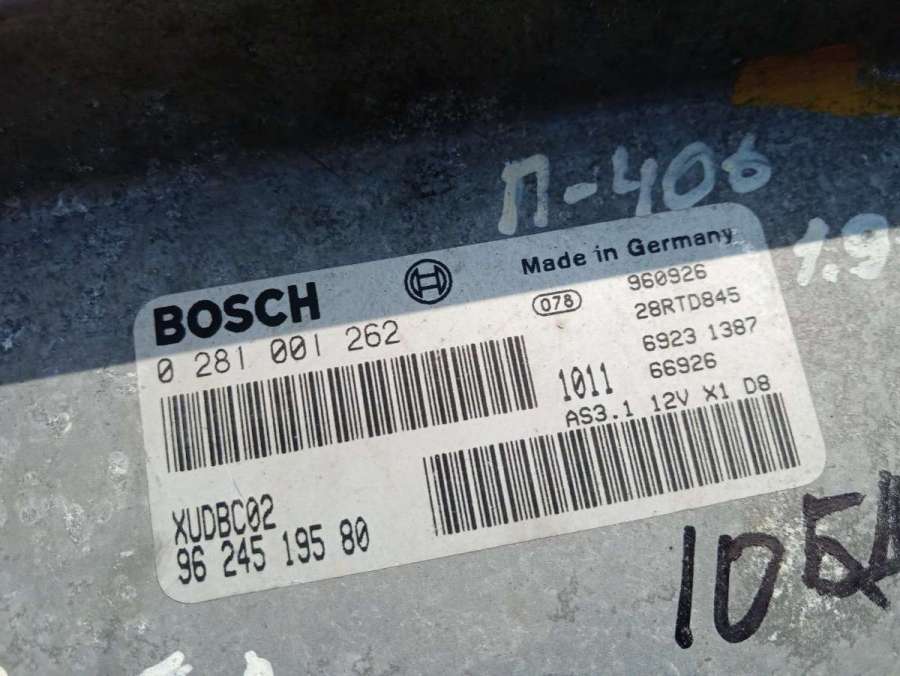 П-406
1.9
BOSCH
Made in Germany
0 281 001 262
078
960926
28RTD845
6923 1387
1011
66926
AS3.1 12V X1 D8
XUDBC02
96 245 195 80
10